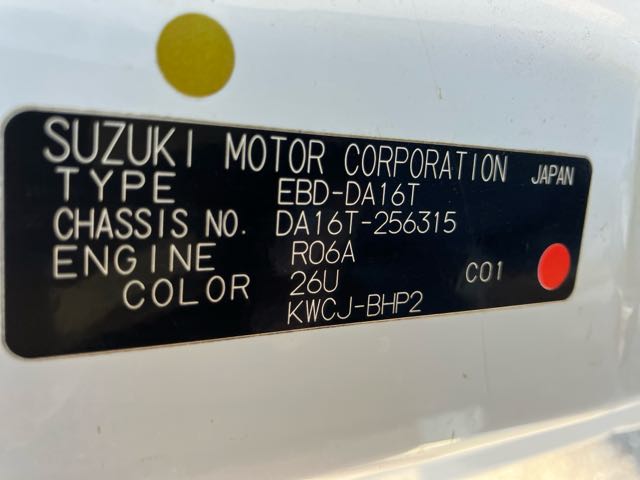 SUZUKI MOTOR CORPORATION JAPAN
TYPE EBD-DA16T
CHASSIS NO. DA16T-256315
ENGINE R06A
COLOR 26U C01
KWCJ-BHP2